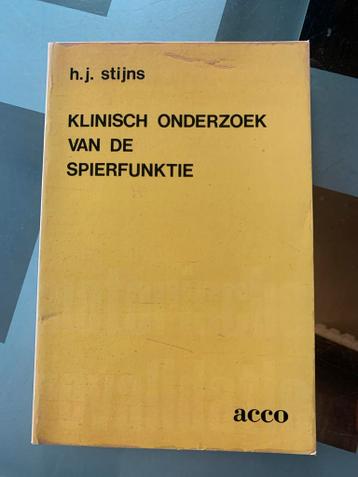 h.j. stijns
KLINISCH ONDERZOEK
VAN DE
SPIERFUNKTIE
acco